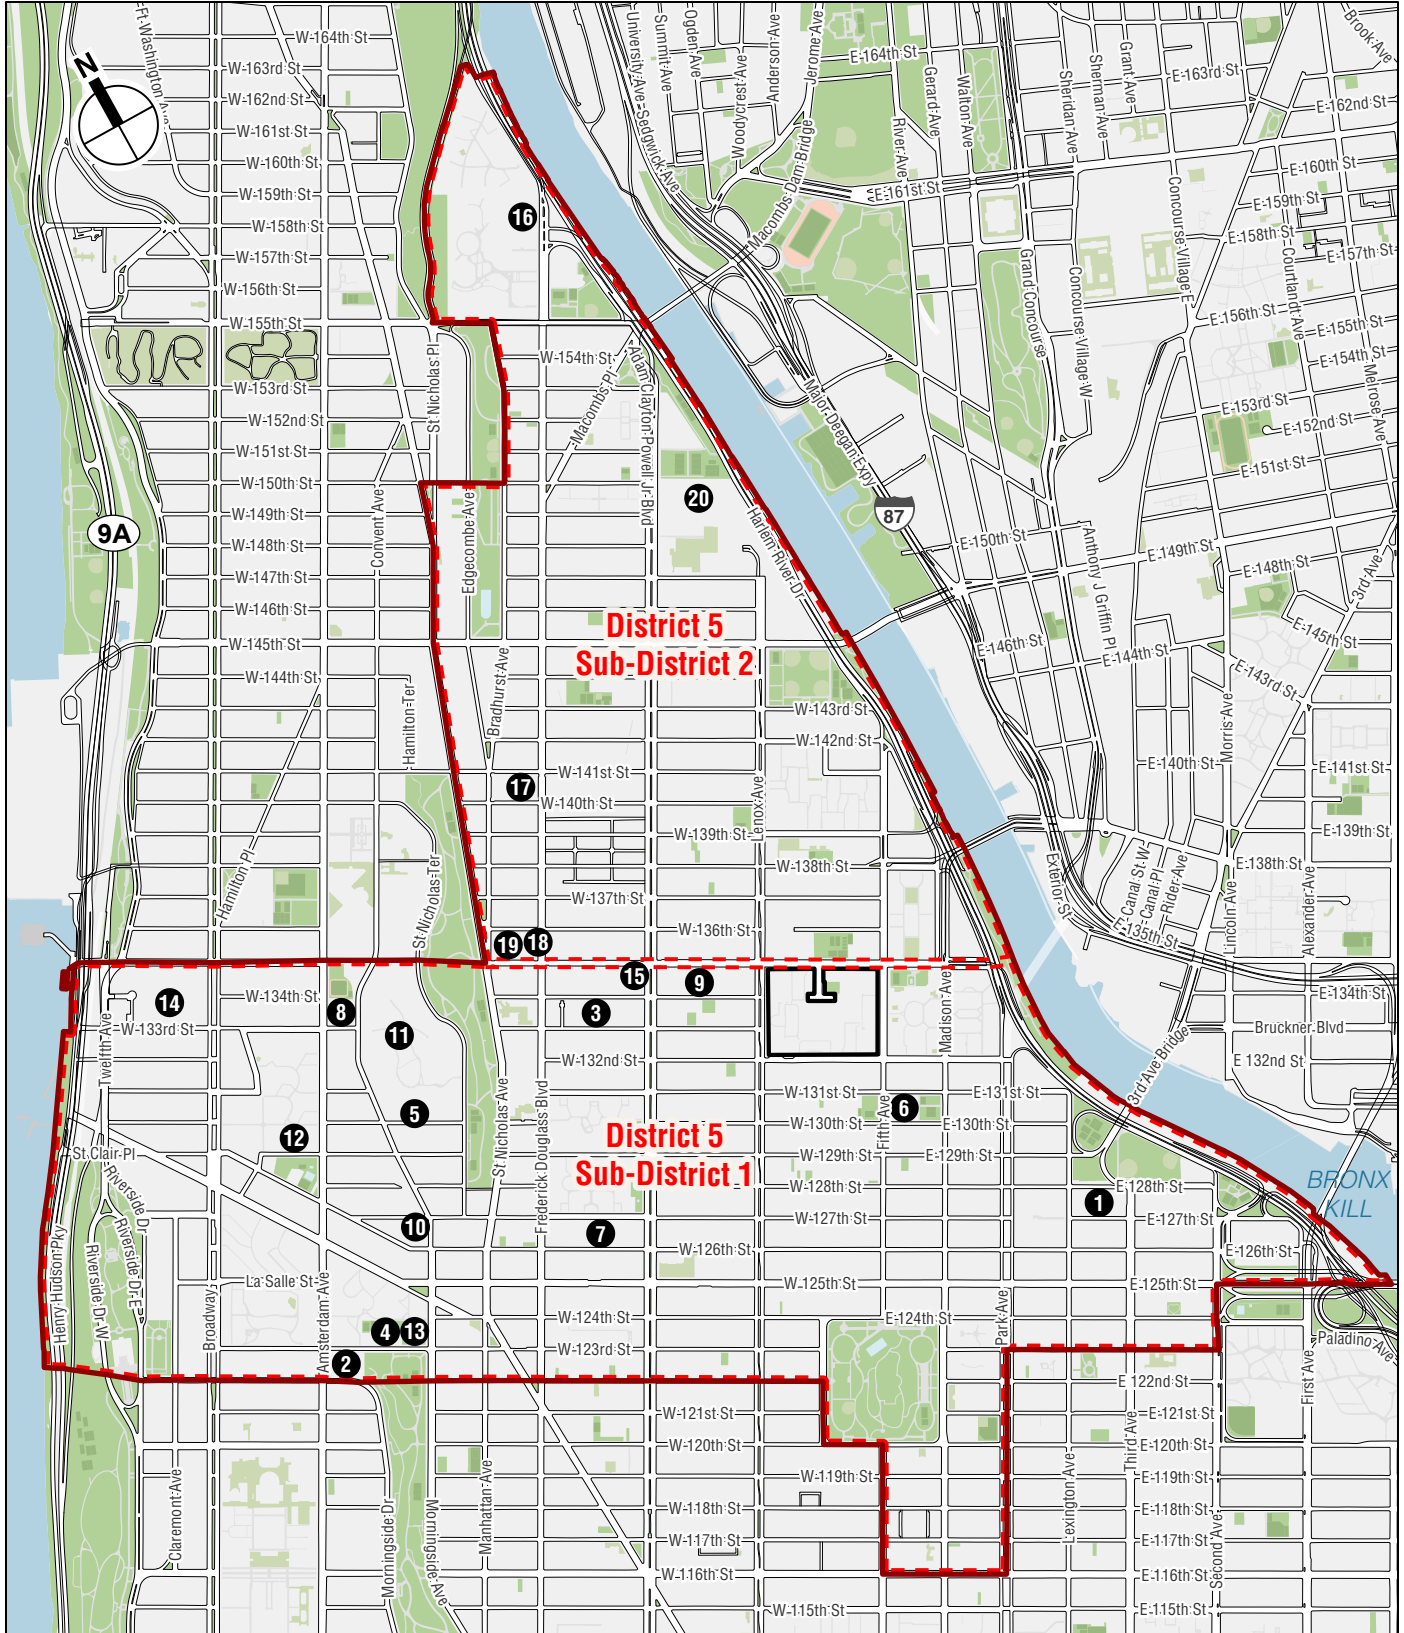 N
Ft Washington Ave
W 164th St
W 163rd St
W 162nd St
W 161st St
W 160th St
W 159th St
W 158th St
W 157th St
W 156th St
W 155th St
W 153rd St
W 152nd St
W 151st St
W 150th St
W 149th St
W 148th St
W 147th St
W 146th St
W 145th St
W 144th St
9A
St Nicholas Pl
Convent Ave
Edgecombe Ave
Bradhurst Ave
Hamilton Ter
Hamilton Pl
St Nicholas Ter
University Ave
Sedgwick Ave
Summit Ave
Ogden Ave
Woodycrest Ave
Anderson Ave
Jerome Ave
Macombs Dam Bridge
E 164th St
Gerard Ave
River Ave
Walton Ave
E 161st St
Sheridan Ave
Sherman Ave
Grant Ave
E 163rd St
Brook Ave
E 162nd St
E 160th St
E 159th St
E 158th St
E 157th St
E 156th St
E 155th St
E 154th St
E 153rd St
E 152nd St
E 151st St
Concourse Village E
Courtlandt Ave
Grand Concourse
Concourse Village W
Melrose Ave
16
W 154th St
Macombs Pl
Adam Clayton Powell Jr Blvd
Major Deegan Expy
87
20
Harlem River Dr
E 150th St
E 149th St
E 148th St
3rd Ave
Anthony J Griffin Pl
E 146th St
E 145th St
E 144th St
E 143rd St
Morris Ave
District 5
Sub-District 2
W 143rd St
W 142nd St
W 141st St
17
W 140th St
W 139th St
Lenox Ave
W 138th St
W 137th St
W 136th St
19
18
E 140th St
E 141st St
E 139th St
E 138th St
Exterior St
E Canal St W
Canal Pl
Rider Ave
E 135th St
Lincoln Ave
Alexander Ave
E 134th St
Bruckner Blvd
E 132nd St
3rd Ave Bridge
14
W 134th St
W 133rd St
Twelfth Ave
8
11
15
9
3
W 132nd St
Madison Ave
W 131st St
E 131st St
6
Fifth Ave
W 130th St
E 130th St
W 129th St
E 129th St
5
12
St Clair Pl
St Nicholas Ave
Frederick Douglass Blvd
District 5
Sub-District 1
W 128th St
E 128th St
1
W 127th St
E 127th St
BRONX
KILL
Riverside Dr
Riverside Dr E
Riverside Dr W
Henry Hudson Pky
10
7
W 126th St
E 126th St
W 125th St
E 125th St
La Salle St
Amsterdam Ave
Broadway
4
13
2
W 124th St
E 124th St
W 123rd St
Park Ave
Paladino Ave
E 122nd St
First Ave
W 121st St
E 121st St
W 120th St
E 120th St
Third Ave
W 119th St
E 119th St
W 118th St
E 118th St
Lexington Ave
W 117th St
E 117th St
Second Ave
W 116th St
E 116th St
W 115th St
E 115th St
Claremont Ave
Morningside Dr
Morningside Ave
Manhattan Ave